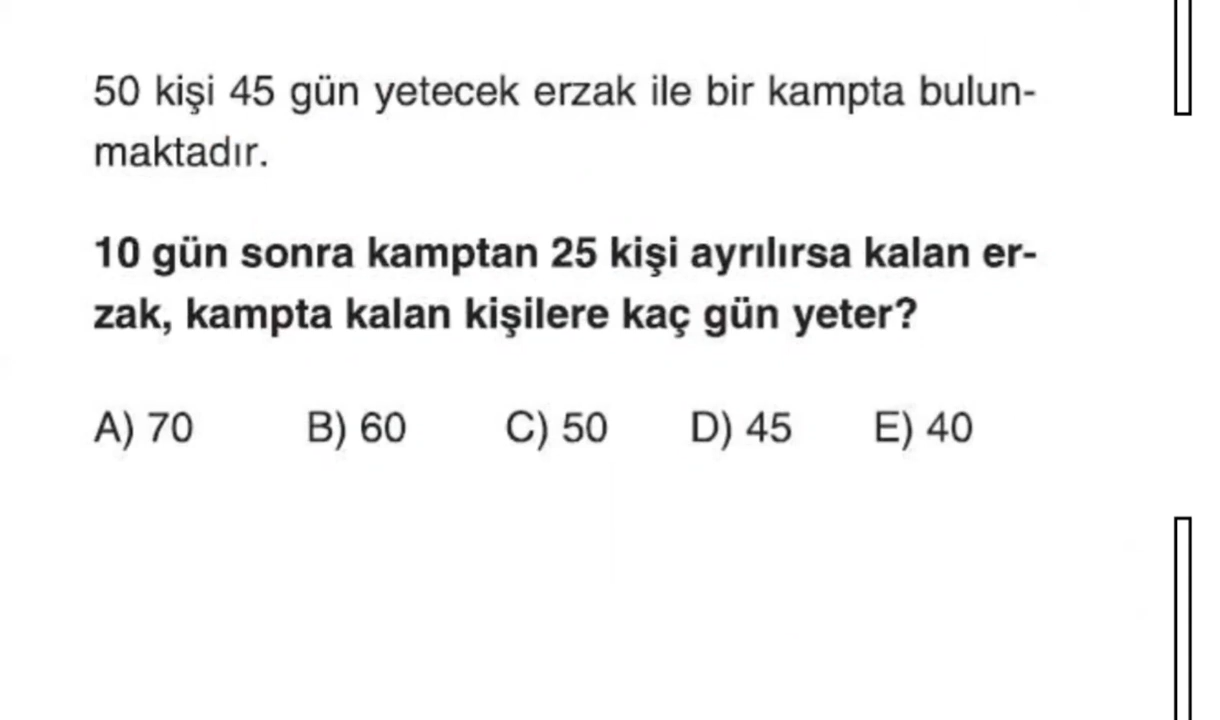 50 kişi 45 gün yetecek erzak ile bir kampta bulun-
maktadır.
10 gün sonra kamptan 25 kişi ayrılırsa kalan er-
zak, kampta kalan kişilere kaç gün yeter?
A) 70 B) 60 C) 50 D) 45 E) 40